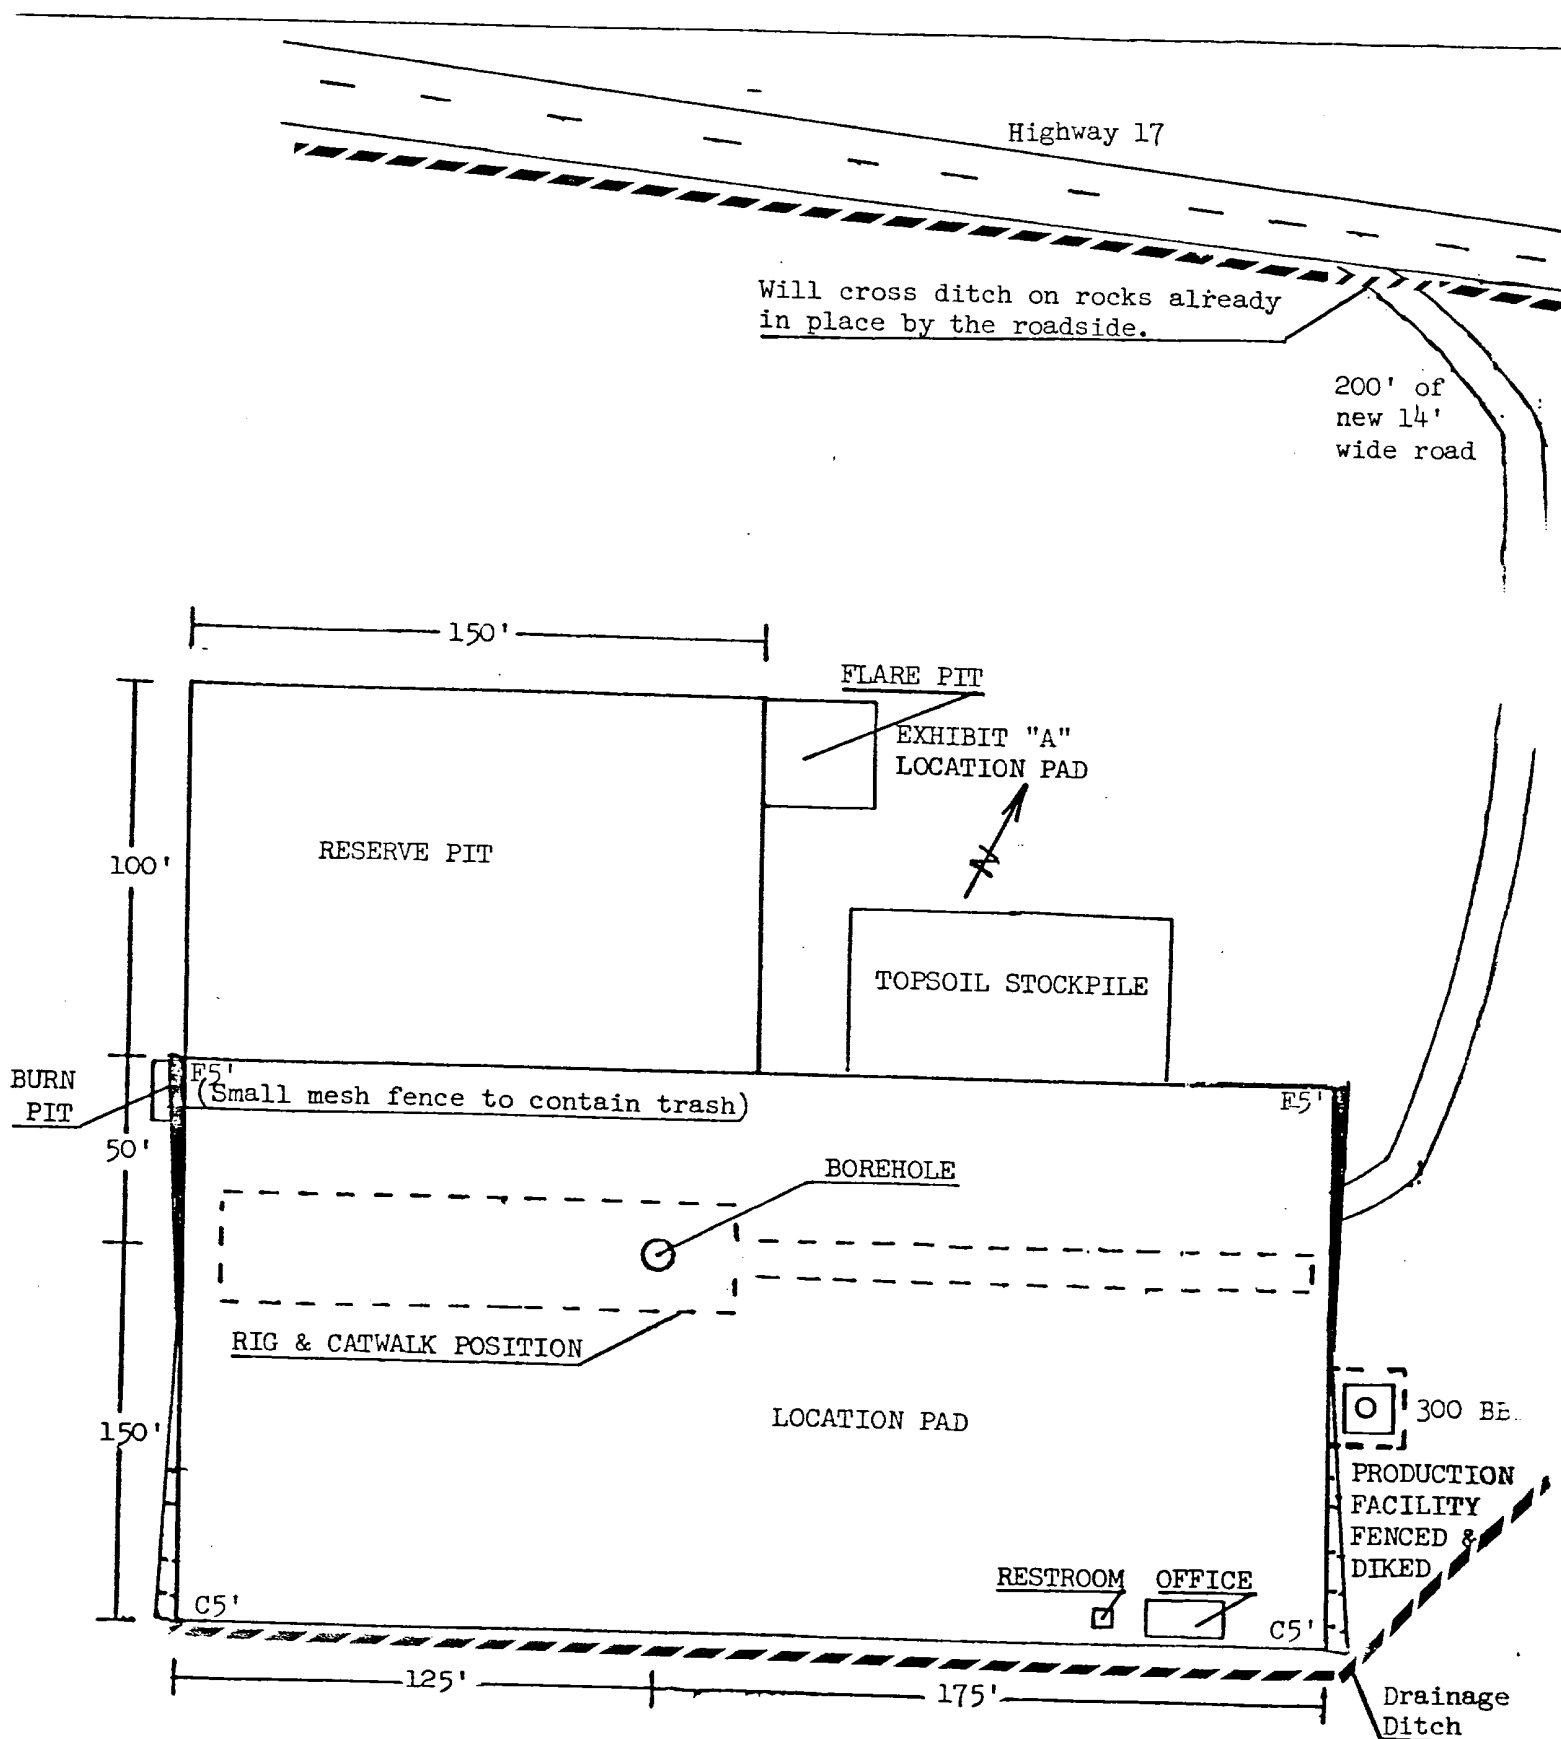 Highway 17
Will cross ditch on rocks already
in place by the roadside.
200' of
new 14'
wide road
150'
FLARE PIT
EXHIBIT "A"
LOCATION PAD
N
100'
RESERVE PIT
TOPSOIL STOCKPILE
BURN
PIT
F5'
(Small mesh fence to contain trash)
F5'
50'
BOREHOLE
RIG & CATWALK POSITION
150'
LOCATION PAD
300
PRODUCTION
FACILITY
FENCED &
DIKED
RESTROOM
OFFICE
C5'
C5'
125'
175'
Drainage
Ditch